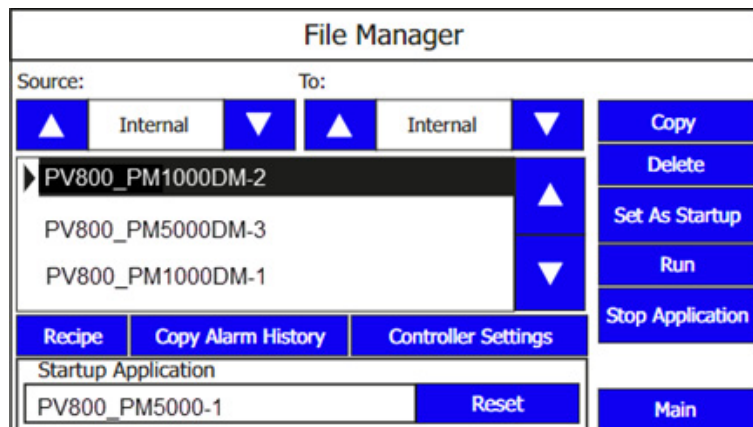 File Manager
Source: To:
Internal Internal
Copy
PV800_PM1000DM-2
Delete
Set As Startup
PV800_PM5000DM-3
Run
PV800_PM1000DM-1
Stop Application
Recipe Copy Alarm History Controller Settings
Startup Application
PV800_PM5000-1 Reset Main